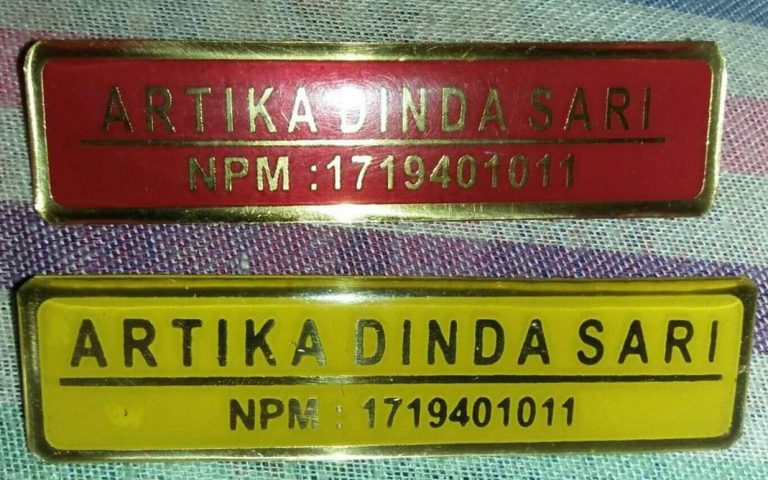 ARTIKA DINDA SARI
NPM :1719401011
ARTIKA DINDA SARI
NPM : 1719401011